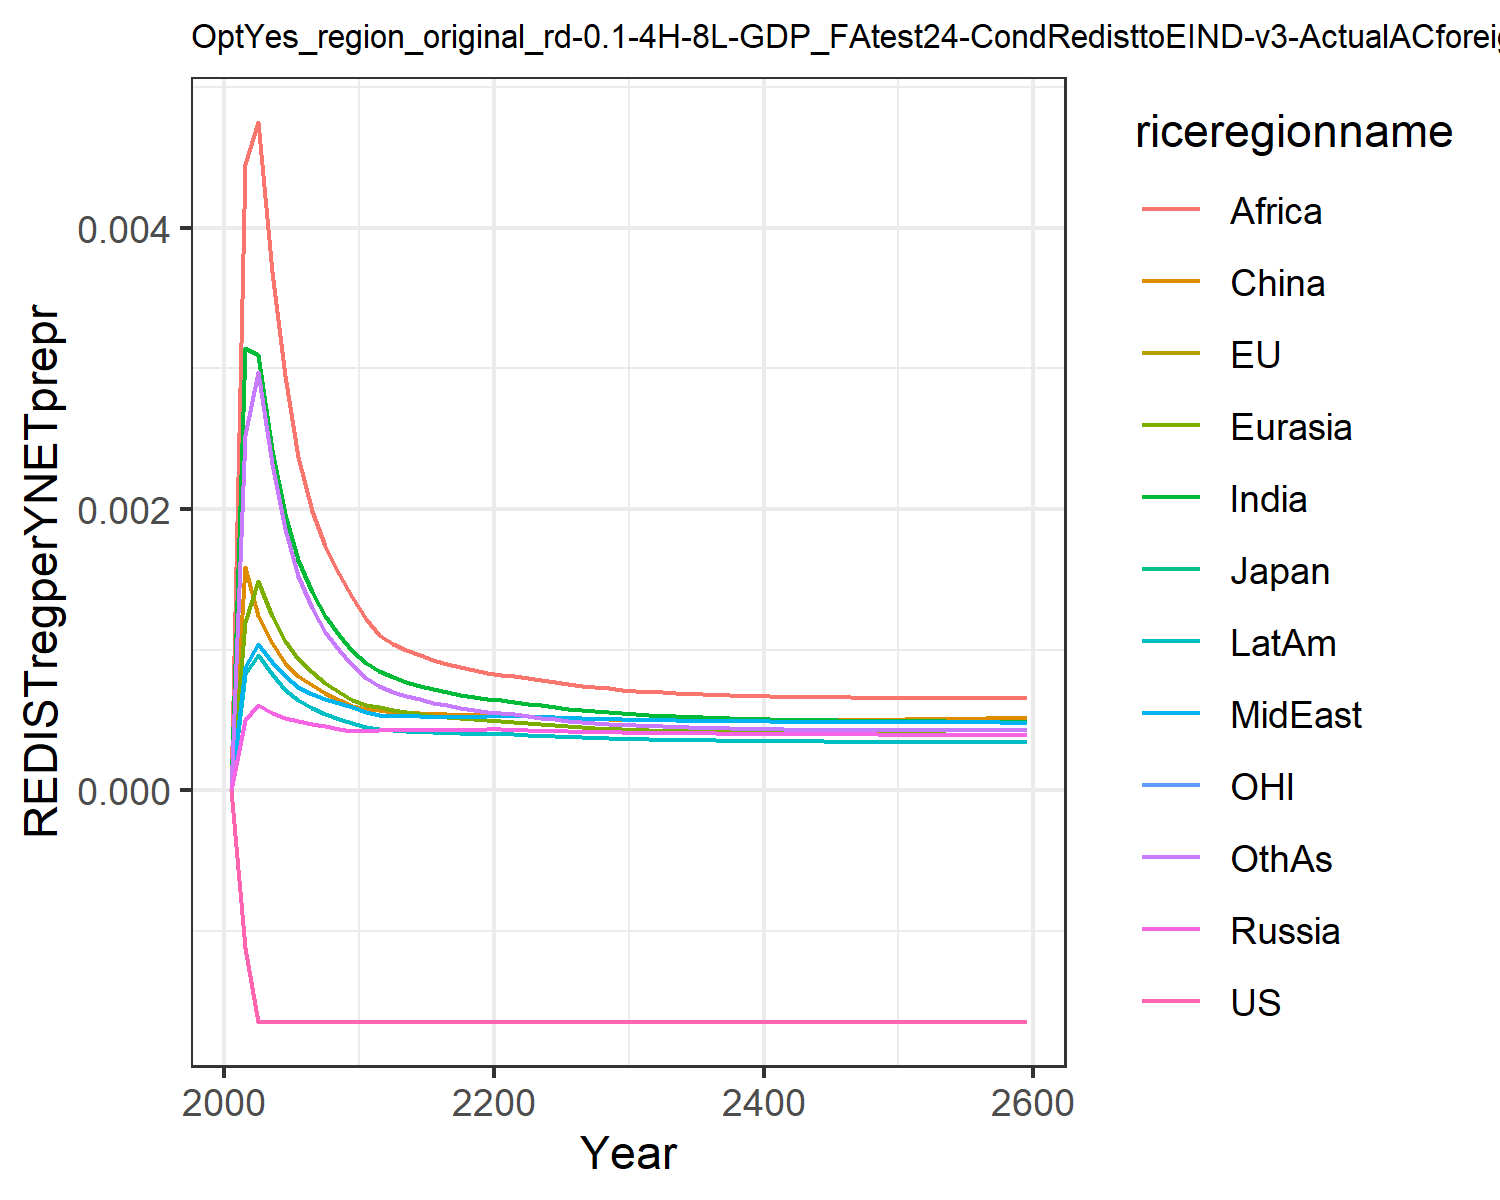 OptYes_region_original_rd-0.1-4H-8L-GDP_FAtest24-CondRedisttoEIND-v3-ActualACforeig
riceregionname
Africa
China
EU
Eurasia
India
Japan
LatAm
MidEast
OHI
OthAs
Russia
US
REDISTregperYNETprepr
0.004
0.002
0.000
2000 2200 2400 2600
Year